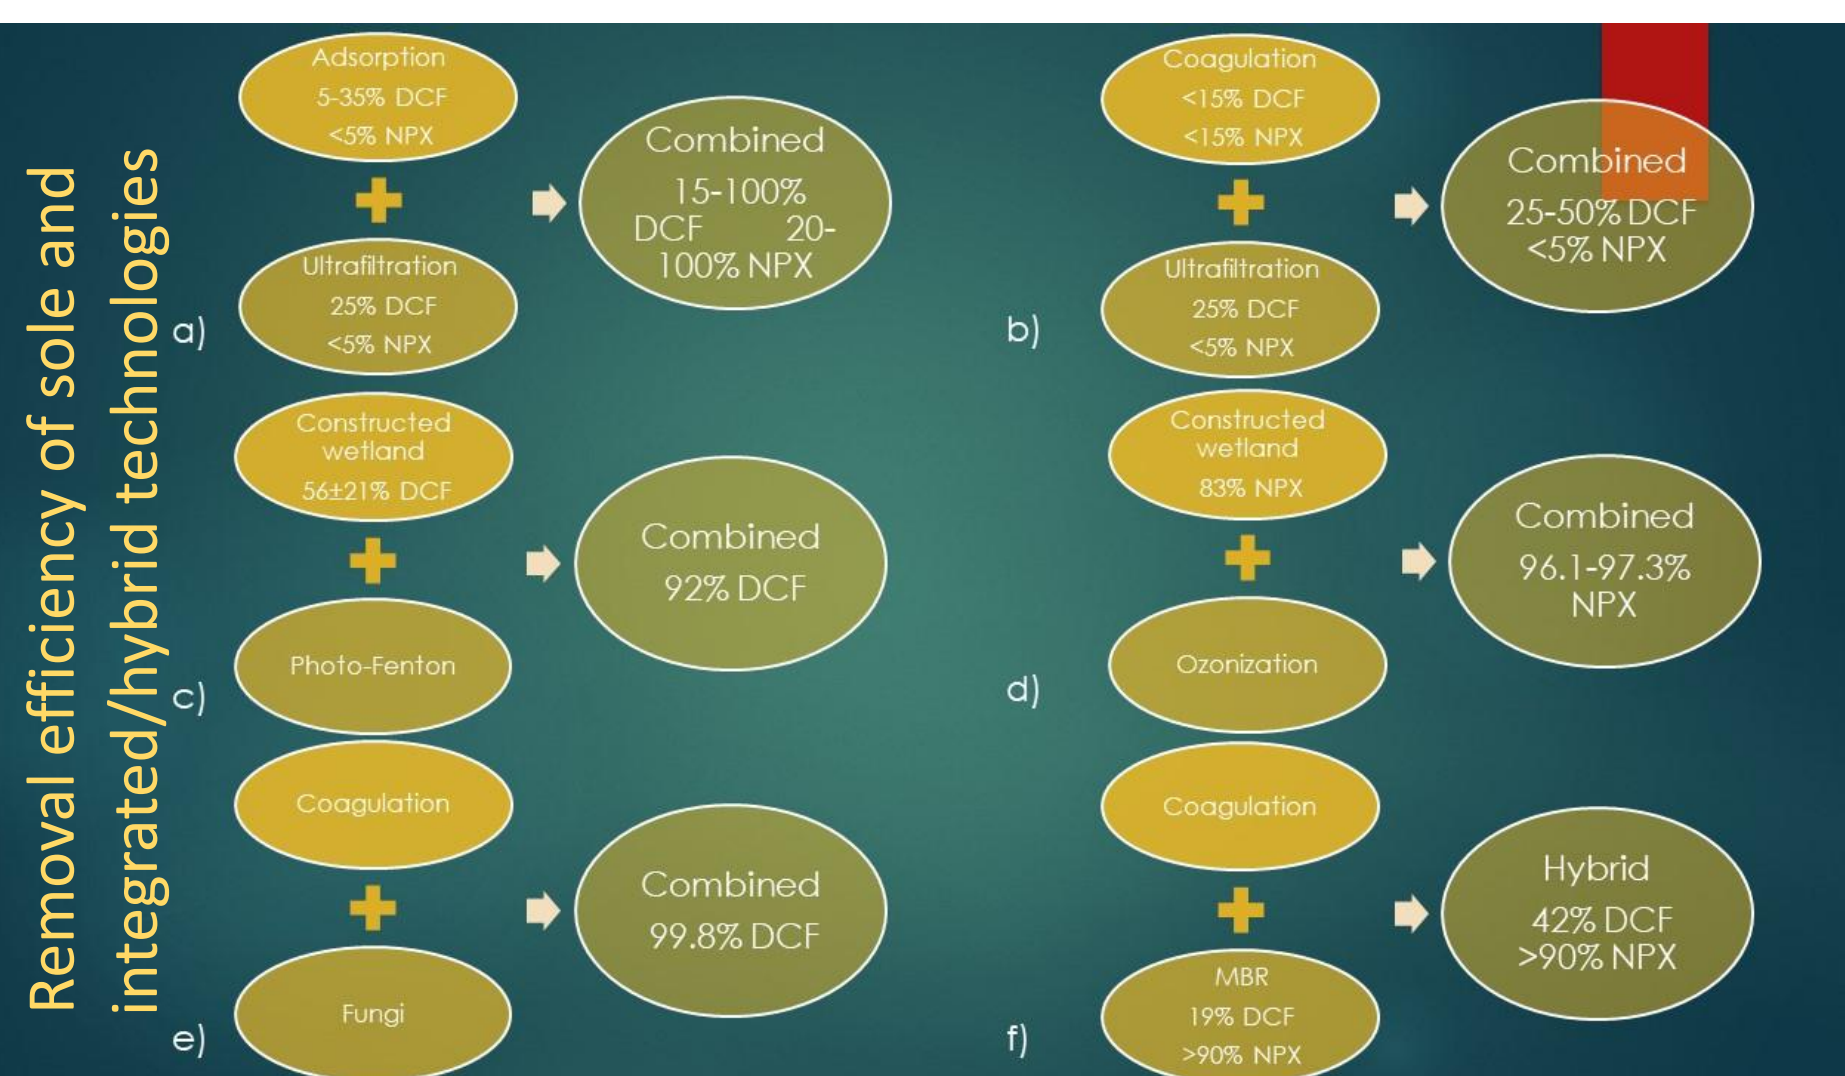 Removal efficiency of sole and
integrated/hybrid technologies
a)
Adsorption
5-35% DCF
<5% NPX
Ultrafiltration
25% DCF
<5% NPX
Combined
15-100%
DCF 20-
100% NPX
b)
Coagulation
<15% DCF
<15% NPX
Ultrafiltration
25% DCF
<5% NPX
Combined
25-50% DCF
<5% NPX
c)
Constructed
wetland
56±21% DCF
Photo-Fenton
Combined
92% DCF
d)
Constructed
wetland
83% NPX
Ozonization
Combined
96.1-97.3%
NPX
e)
Coagulation
Fungi
Combined
99.8% DCF
f)
Coagulation
MBR
19% DCF
>90% NPX
Hybrid
42% DCF
>90% NPX